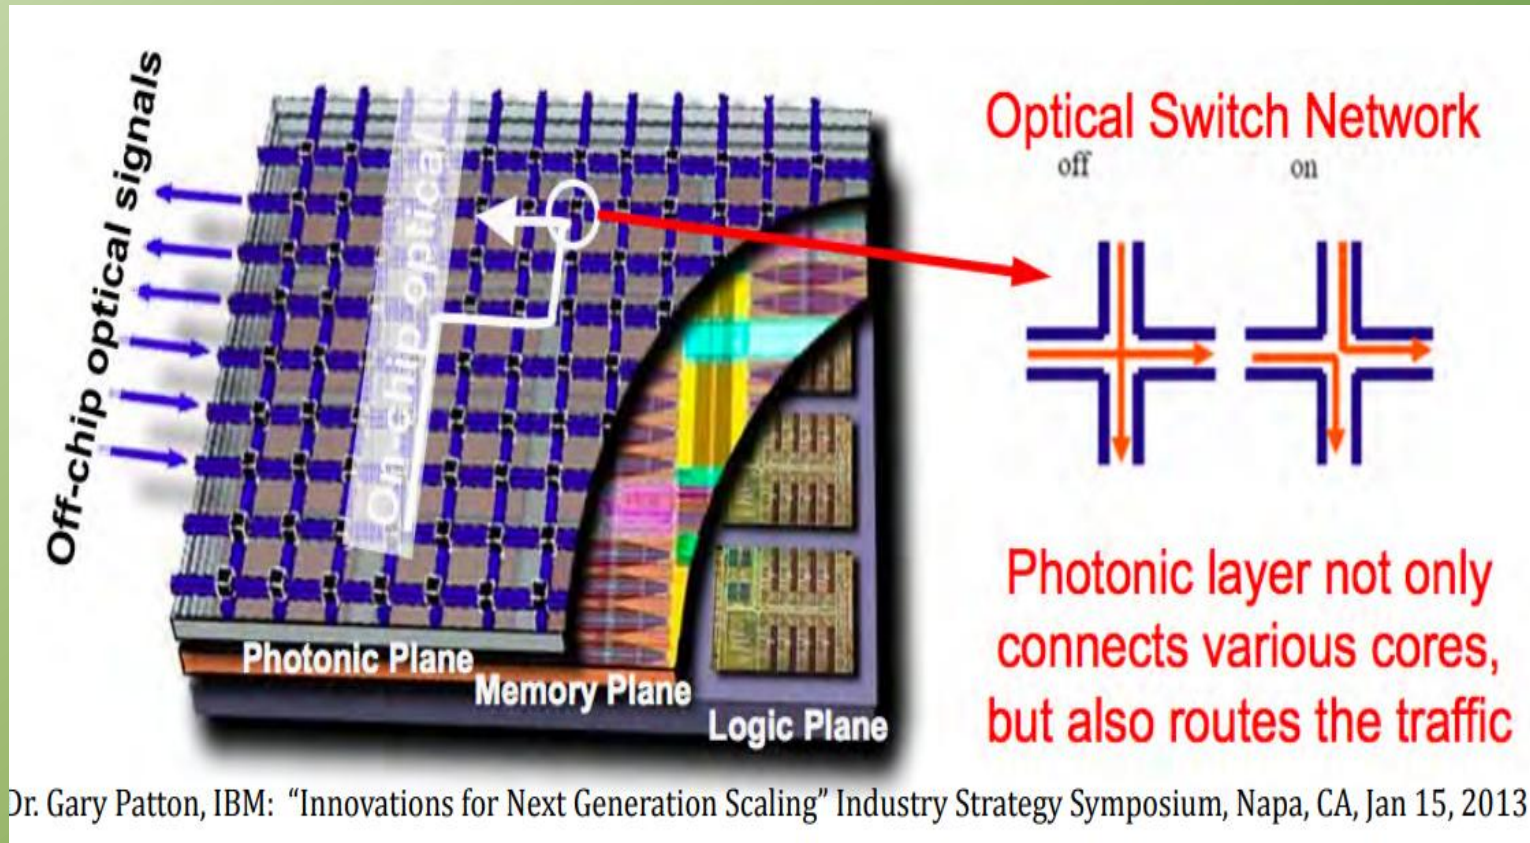 Off-chip optical signals
On-chip optical
Optical Switch Network
off
on
Photonic layer not only
connects various cores,
but also routes the traffic
Photonic Plane
Memory Plane
Logic Plane
Dr. Gary Patton, IBM: “Innovations for Next Generation Scaling” Industry Strategy Symposium, Napa, CA, Jan 15, 2013